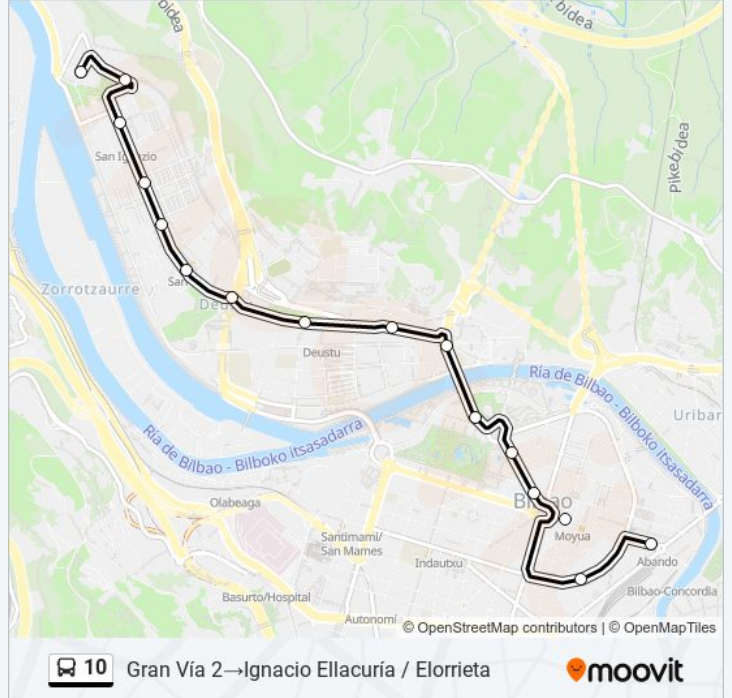 bidea
bidea
Pikebidea
San Ignazio
Zorrotzaurre
Deustu
Ría de Bilbao - Bilboko itsasadarra
Ría de Bilbao - Bilboko itsasadarra
Uribar
Olabeaga
Bilbao
Moyua
Santimami/
San Mames
Indautxu
Abando
Basurto/Hospital
Bilbao-Concordia
Autonomí
© OpenStreetMap contributors | © OpenMapTiles
10 Gran Vía 2→Ignacio Ellacuría / Elorrieta
moovit